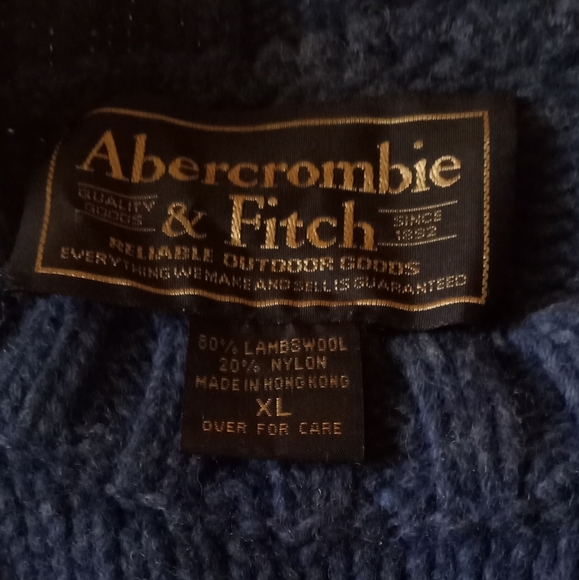 Abercrombie
QUALITY GOODS & Fitch SINCE 1892
RELIABLE OUTDOOR GOODS
EVERYTHING WE MAKE AND SELL IS GUARANTEED
80% LAMBSWOOL
20% NYLON
MADE IN HONG KONG
XL
OVER FOR CARE